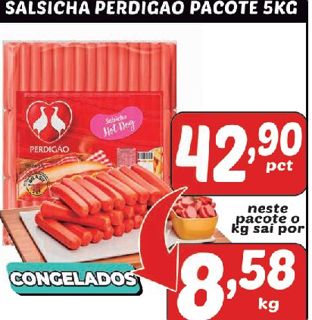 SALSICHA PERDIGAO PACOTE 5KG
Salsicha
Hot Dog
PERDIGÃO
42,90
pct
neste
pacote o
kg sai por
CONGELADOS
8,58
kg